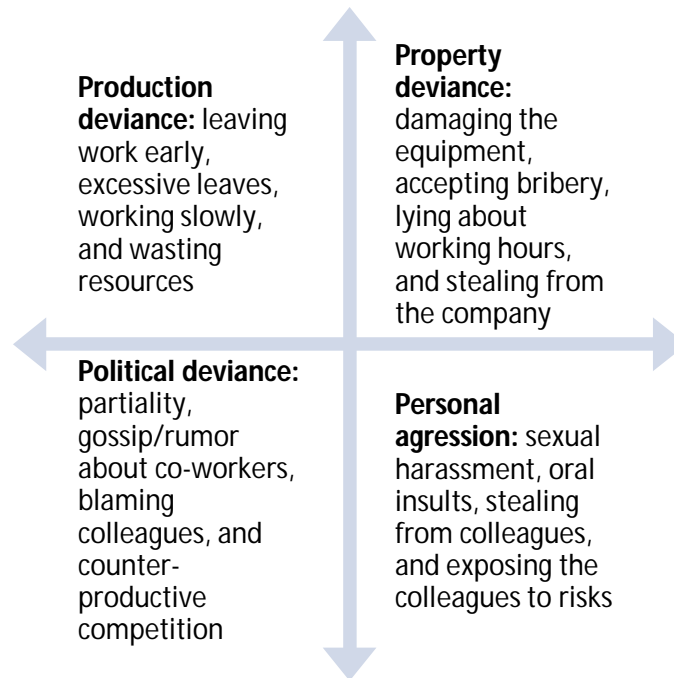 Production
deviance: leaving
work early,
excessive leaves,
working slowly,
and wasting
resources
Property
deviance:
damaging the
equipment,
accepting bribery,
lying about
working hours,
and stealing from
the company
Political deviance:
partiality,
gossip/rumor
about co-workers,
blaming
colleagues, and
counter-
productive
competition
Personal
agression: sexual
harassment, oral
insults, stealing
from colleagues,
and exposing the
colleagues to risks